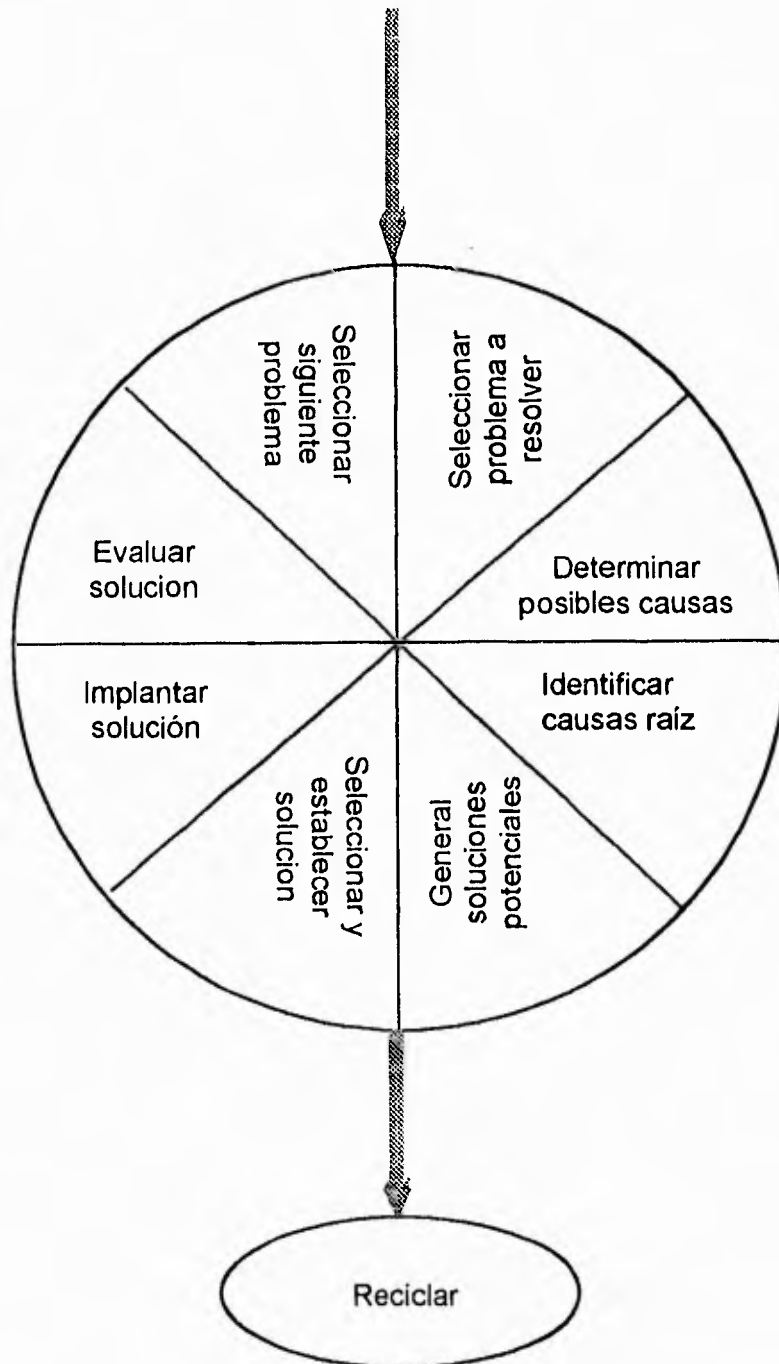 Seleccionar
problema a
resolver
Determinar
posibles causas
Identificar
causas raíz
General
soluciones
potenciales
Seleccionar y
establecer
solucion
Implantar
solución
Evaluar
solucion
Seleccionar
siguiente
problema
Reciclar